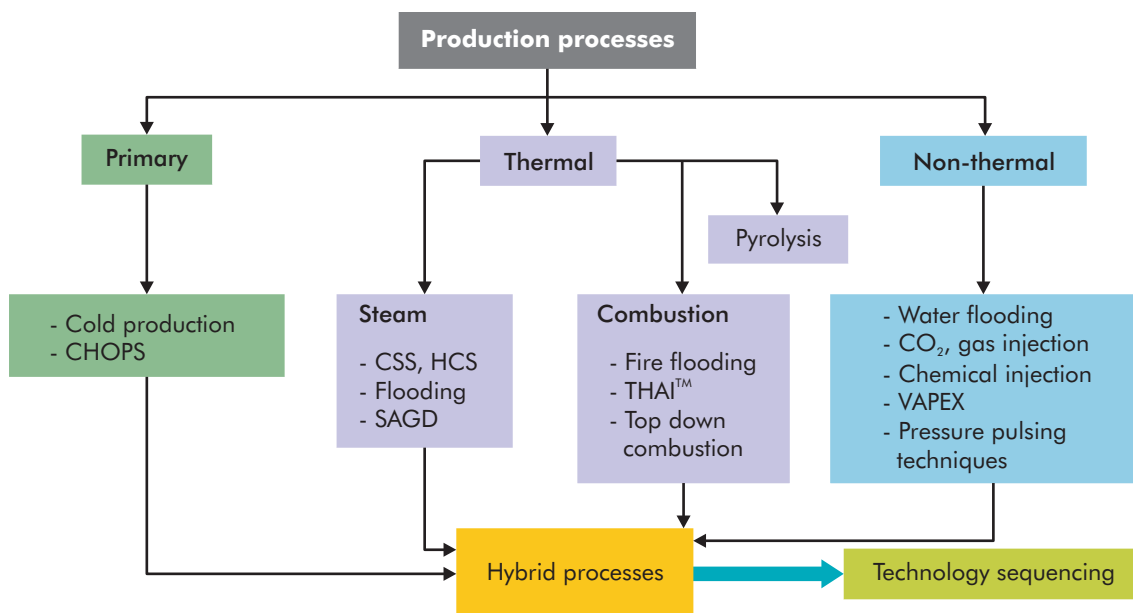 Production processes
Primary
Thermal
Non-thermal
Pyrolysis
- Cold production
- CHOPS
Steam
- CSS, HCS
- Flooding
- SAGD
Combustion
- Fire flooding
- THAI™
- Top down
combustion
- Water flooding
- CO₂, gas injection
- Chemical injection
- VAPEX
- Pressure pulsing
techniques
Hybrid processes
Technology sequencing